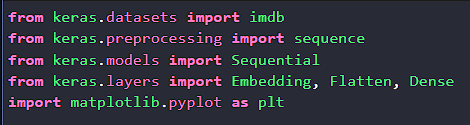 from keras.datasets import imdb
from keras.preprocessing import sequence
from keras.models import Sequential
from keras.layers import Embedding, Flatten, Dense
import matplotlib.pyplot as plt